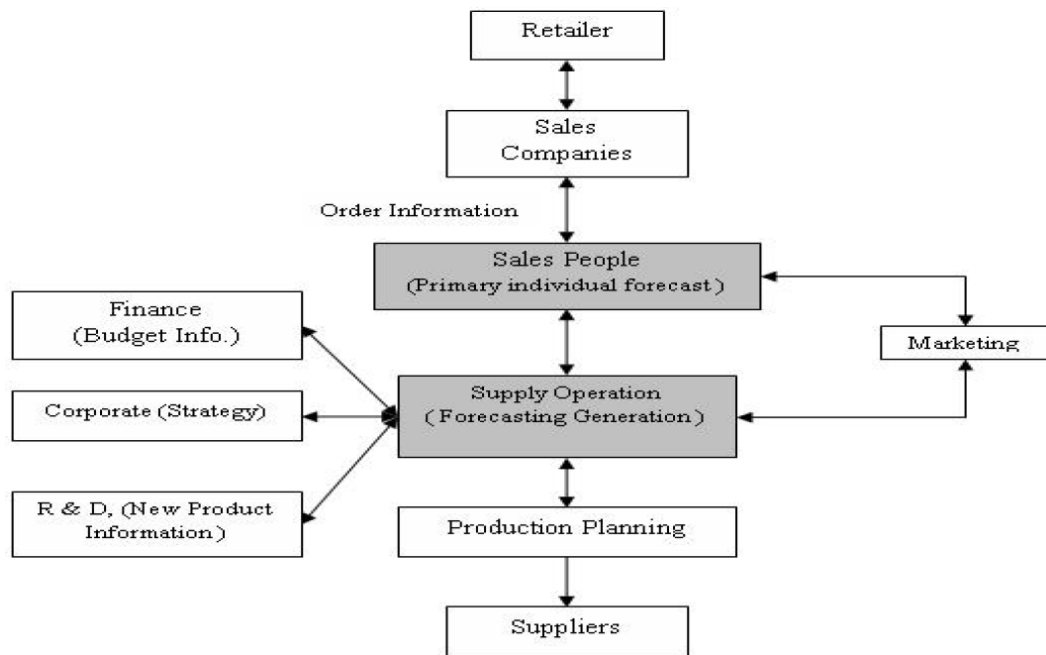 Retailer
Sales
Companies
Order Information
Sales People
(Primary individual forecast)
Finance
(Budget Info.)
Marketing
Supply Operation
(Forecasting Generation)
Corporate (Strategy)
R & D, (New Product
Information)
Production Planning
Suppliers